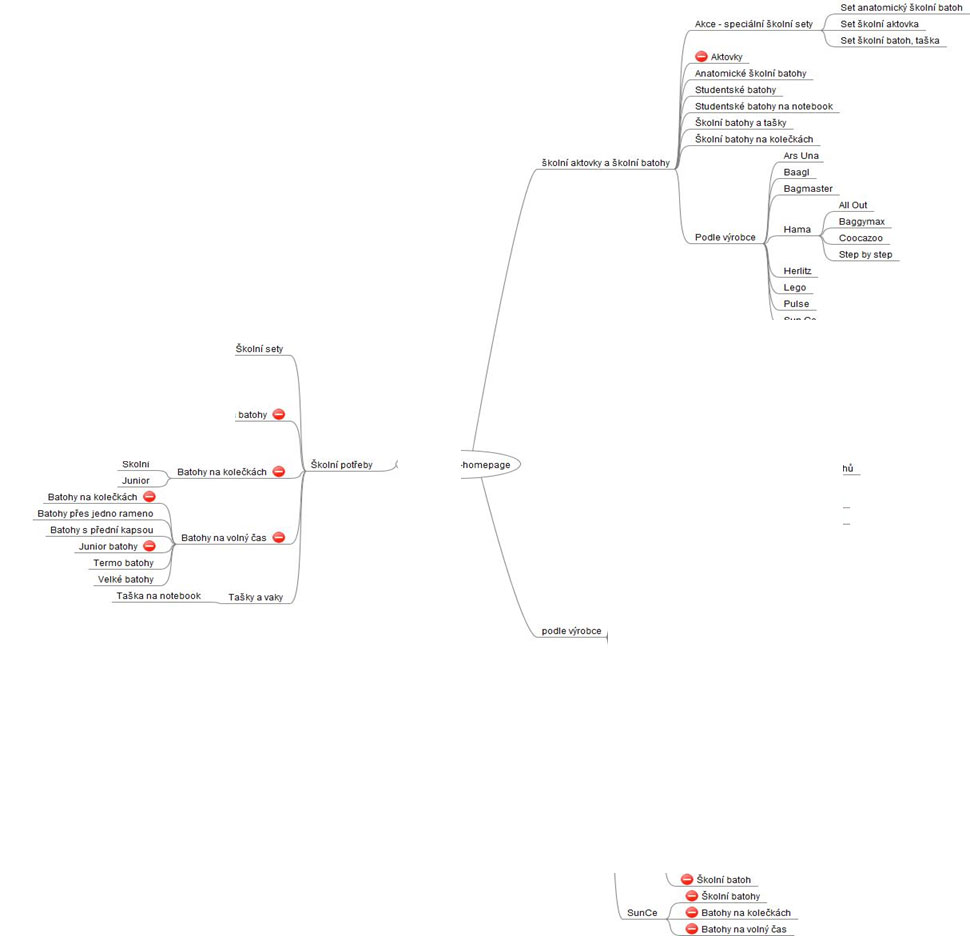 Set anatomický školní batoh
Akce - speciální školní sety
Set školní aktovka
Set školní batoh, taška
Aktovky
Anatomické školní batohy
Studentské batohy
Studentské batohy na notebook
Školní batohy a tašky
Školní batohy na kolečkách
školní aktovky a školní batohy
Ars Una
Baagl
Bagmaster
All Out
Baggymax
Hama
Podle výrobce
Coocazoo
Step by step
Herlitz
Lego
Pulse
Školní sety
batohy
Skolni
Batohy na kolečkách
Školní potřeby
-homepage
hů
Junior
Batohy na kolečkách
Batohy přes jedno rameno
Batohy s přední kapsou
Batohy na volný čas
Junior batohy
Termo batohy
Velké batohy
Taška na notebook
Tašky a vaky
podle výrobce
Školní batoh
Školní batohy
SunCe
Batohy na kolečkách
Batohy na volný čas